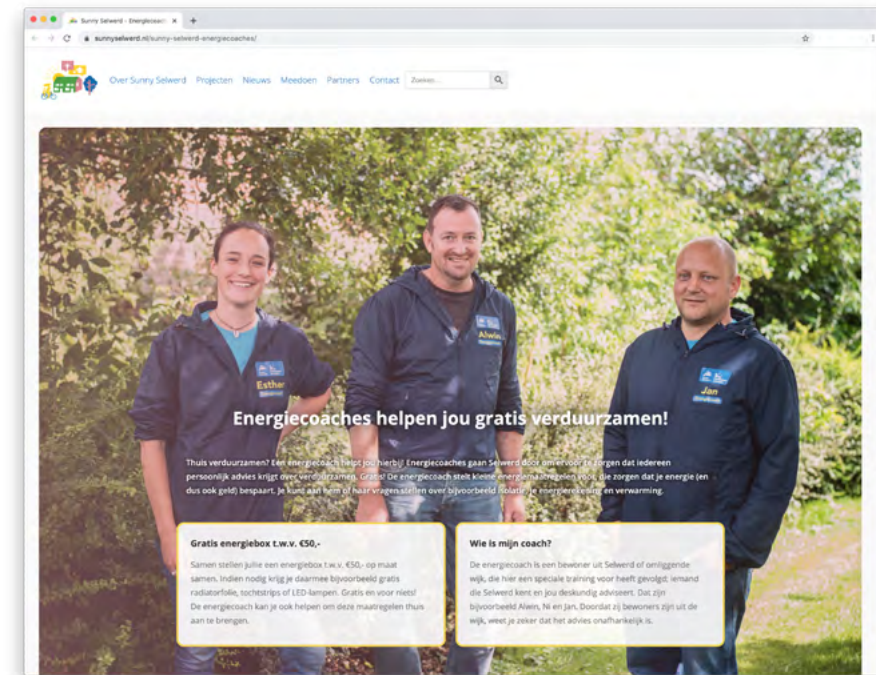 Sunny Selwerd - Energiecoach
sunnyselwerd.nl/sunny-selwerd-energiecoaches/
Over Sunny Selwerd Projecten Nieuws Meedoen Partners Contact Zoeken...
Alwin
Esther
Jan
Energiecoaches helpen jou gratis verduurzamen!
Thuis verduurzamen? Een energiecoach helpt jou hierbij! Energiecoaches gaan Selwerd door om ervoor te zorgen dat iedereen
persoonlijk advies krijgt over verduurzamen. Gratis! De energiecoach stelt kleine energiemaatregelen voor, die zorgen dat je energie (en
dus ook geld) bespaart. Je kunt aan hem of haar vragen stellen over bijvoorbeeld isolatie, je energierekening en verwarming.
Gratis energiebox t.w.v. €50,-
Samen stellen jullie een energiebox t.w.v. €50,- op maat
samen. Indien nodig krijg je daarmee bijvoorbeeld gratis
radiatorfolie, tochtstrips of LED-lampen. Gratis en voor niets!
De energiecoach kan je ook helpen om deze maatregelen thuis
aan te brengen.
Wie is mijn coach?
De energiecoach is een bewoner uit Selwerd of omliggende
wijk, die hier een speciale training voor heeft gevolgd; iemand
die Selwerd kent en jou deskundig adviseert. Dat zijn
bijvoorbeeld Alwin, Ni en Jan. Doordat zij bewoners zijn uit de
wijk, weet je zeker dat het advies onafhankelijk is.